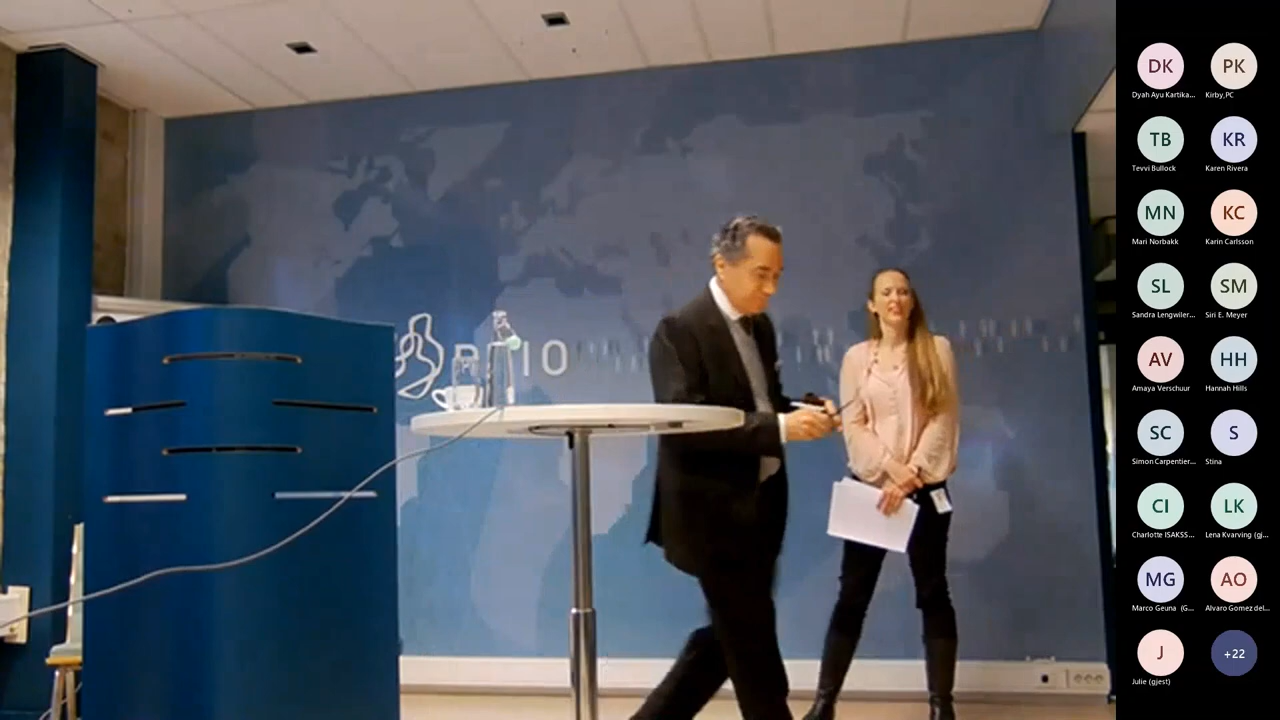 DK
PK
Dyah Ayu Kartika...
Kirby,PC
TB
KR
Tevvi Bullock
Karen Rivera
MN
KC
Mari Norbakk
Karin Carlsson
SL
SM
Sandra Lengwiler...
Siri E. Meyer
AV
HH
Amaya Verschuur
Hannah Hills
SC
S
Simon Carpentier...
Stina
CI
LK
Charlotte ISAKSS...
Lena Kvarving (gj...
MG
AO
Marco Geuna (G...
Alvaro Gomez del...
J
+22
Julie (gjest)